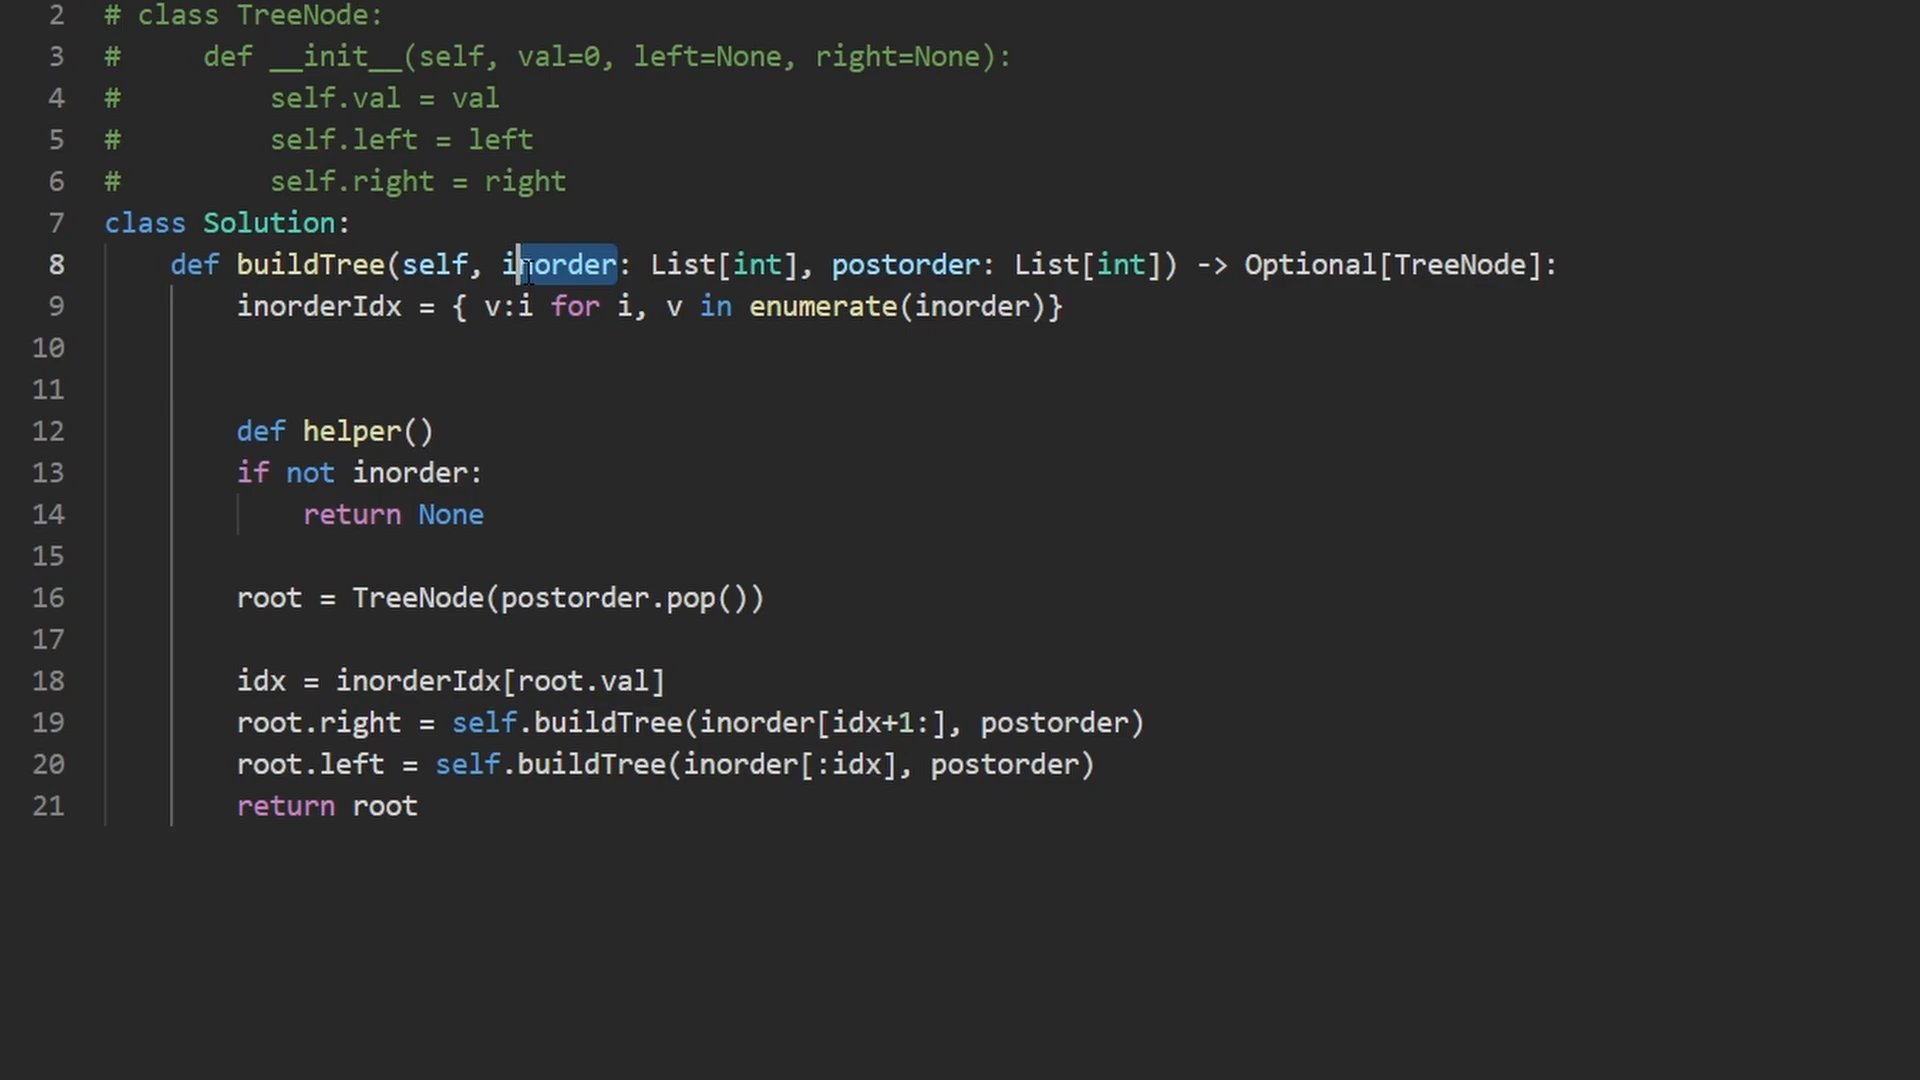 2 # class TreeNode:
3 #     def __init__(self, val=0, left=None, right=None):
4 #         self.val = val
5 #         self.left = left
6 #         self.right = right
7 class Solution:
8     def buildTree(self, inorder: List[int], postorder: List[int]) -> Optional[TreeNode]:
9         inorderIdx = { v:i for i, v in enumerate(inorder)}
10
11
12         def helper()
13         if not inorder:
14             return None
15
16         root = TreeNode(postorder.pop())
17
18         idx = inorderIdx[root.val]
19         root.right = self.buildTree(inorder[idx+1:], postorder)
20         root.left = self.buildTree(inorder[:idx], postorder)
21         return root